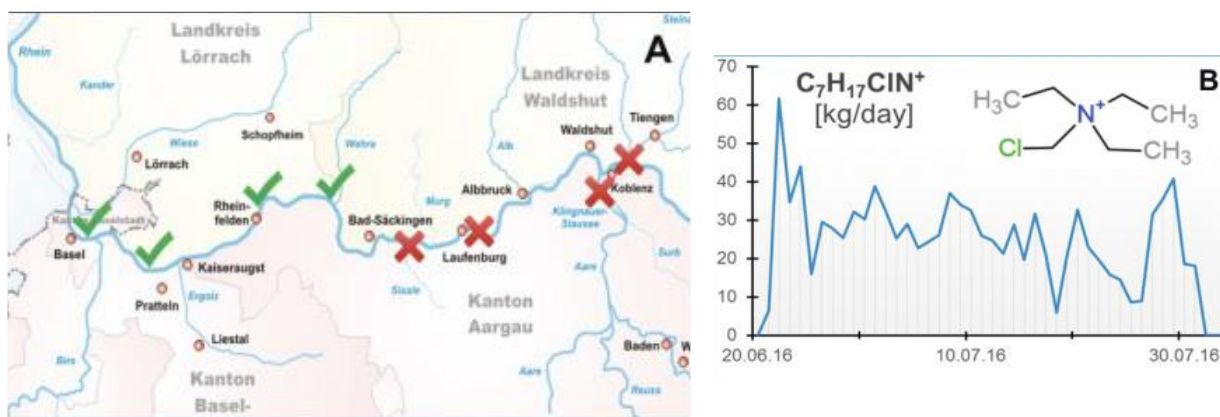 Landkreis
Lörrach
A
Steina
Rhein
Kander
Landkreis
Waldshut
Tiengen
Waldshut
Schopfheim
Wiese
Wehra
Alb
Lörrach
Koblenz
Albbruck
Rhein-
felden
Murg
Klingnauer-
Stausee
Bad-Säckingen
Basel
Laufenburg
Kaiseraugst
Aare
Surb
Sissle
Pratteln
Ergolz
Kanton
Aargau
Liestal
Baden
W
Birs
Kanton
Basel-
Aare
Reuss
B
C₇H₁₇ClN⁺
[kg/day]
H₃C
N⁺
CH₃
Cl
CH₃
70
60
50
40
30
20
10
0
20.06.16
10.07.16
30.07.16